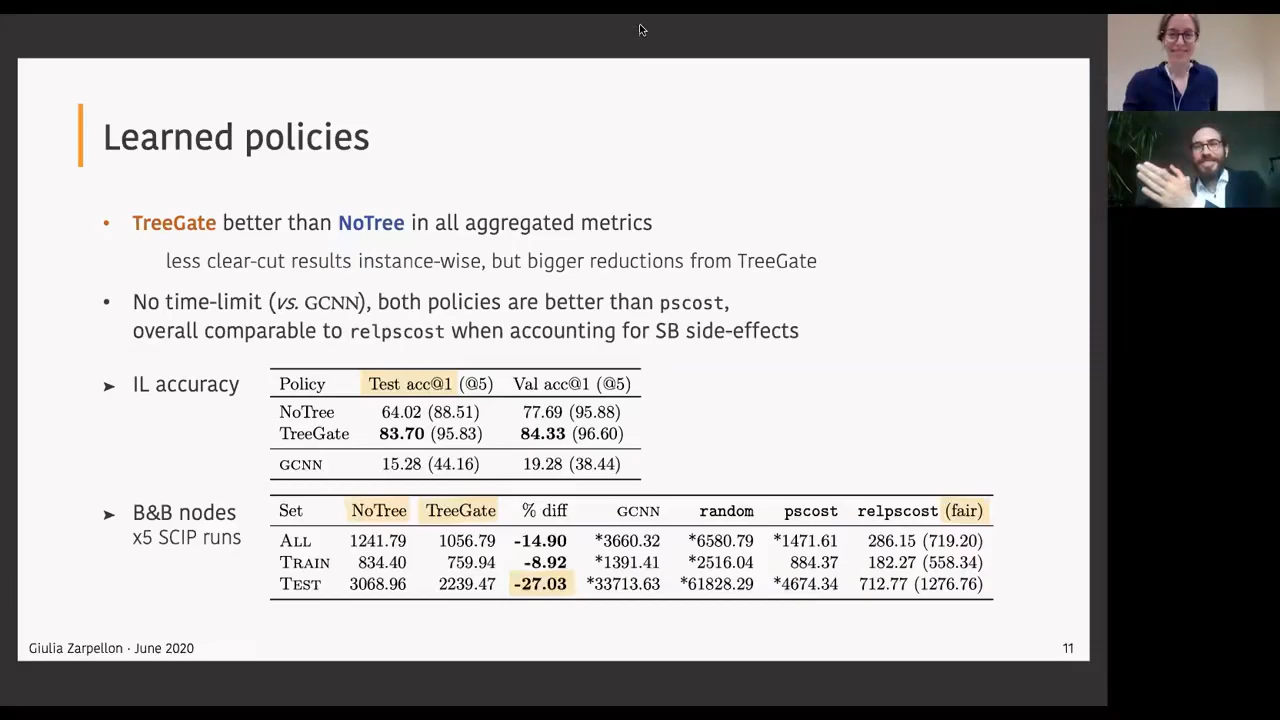 Learned policies
• TreeGate better than NoTree in all aggregated metrics
less clear-cut results instance-wise, but bigger reductions from TreeGate
• No time-limit (vs. GCNN), both policies are better than pscost,
overall comparable to relpscost when accounting for SB side-effects
➤ IL accuracy
Policy Test acc@1 (@5) Val acc@1 (@5)
NoTree 64.02 (88.51) 77.69 (95.88)
TreeGate 83.70 (95.83) 84.33 (96.60)
GCNN 15.28 (44.16) 19.28 (38.44)
➤ B&B nodes
x5 SCIP runs
Set NoTree TreeGate % diff GCNN random pscost relpscost (fair)
ALL 1241.79 1056.79 -14.90 *3660.32 *6580.79 *1471.61 286.15 (719.20)
TRAIN 834.40 759.94 -8.92 *1391.41 *2516.04 884.37 182.27 (558.34)
TEST 3068.96 2239.47 -27.03 *33713.63 *61828.29 *4674.34 712.77 (1276.76)
Giulia Zarpellon · June 2020
11